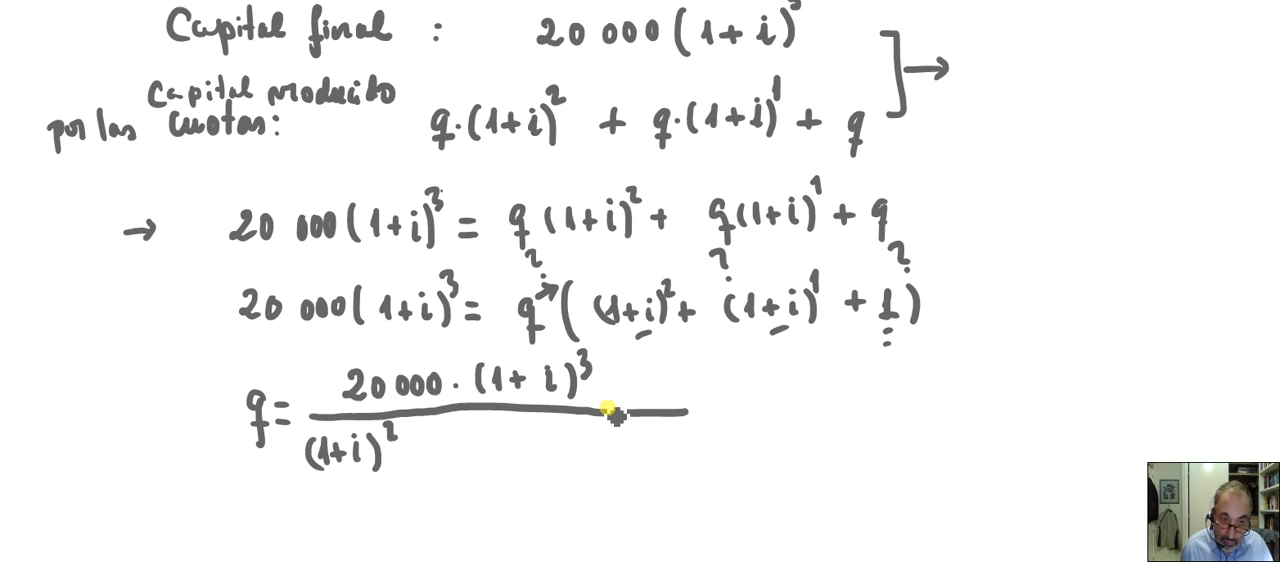 Capital final : 20 000 (1+i)³
Capital producido
por las cuotas: q·(1+i)² + q·(1+i)¹ + q
→ 20 000(1+i)³ = q (1+i)² + q(1+i)¹ + q
20 000(1+i)³ = q ( (1+i)² + (1+i)¹ + 1 )
q = 20 000 · (1+i)³
(1+i)²